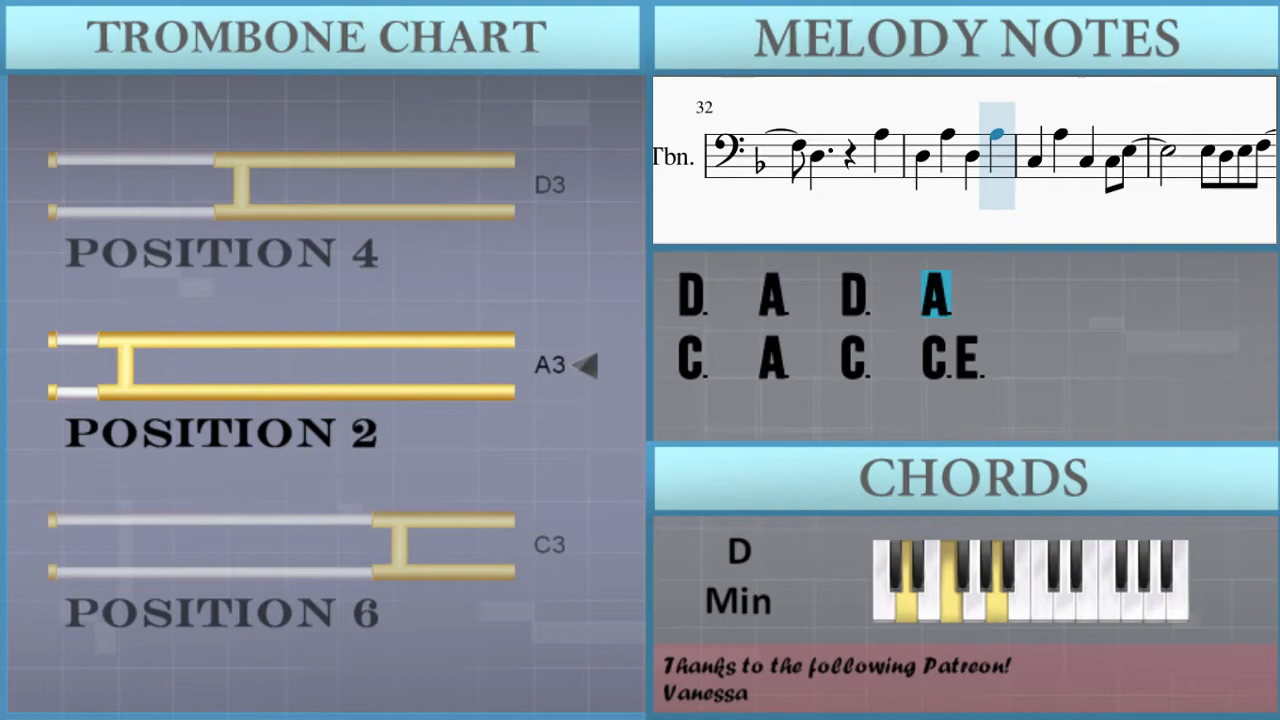 TROMBONE CHART
D3
POSITION 4
A3
POSITION 2
C3
POSITION 6
MELODY NOTES
32
Tbn.
D. A. D. A.
C. A. C. C.E.
CHORDS
D
Min
Thanks to the following Patreon!
Vanessa